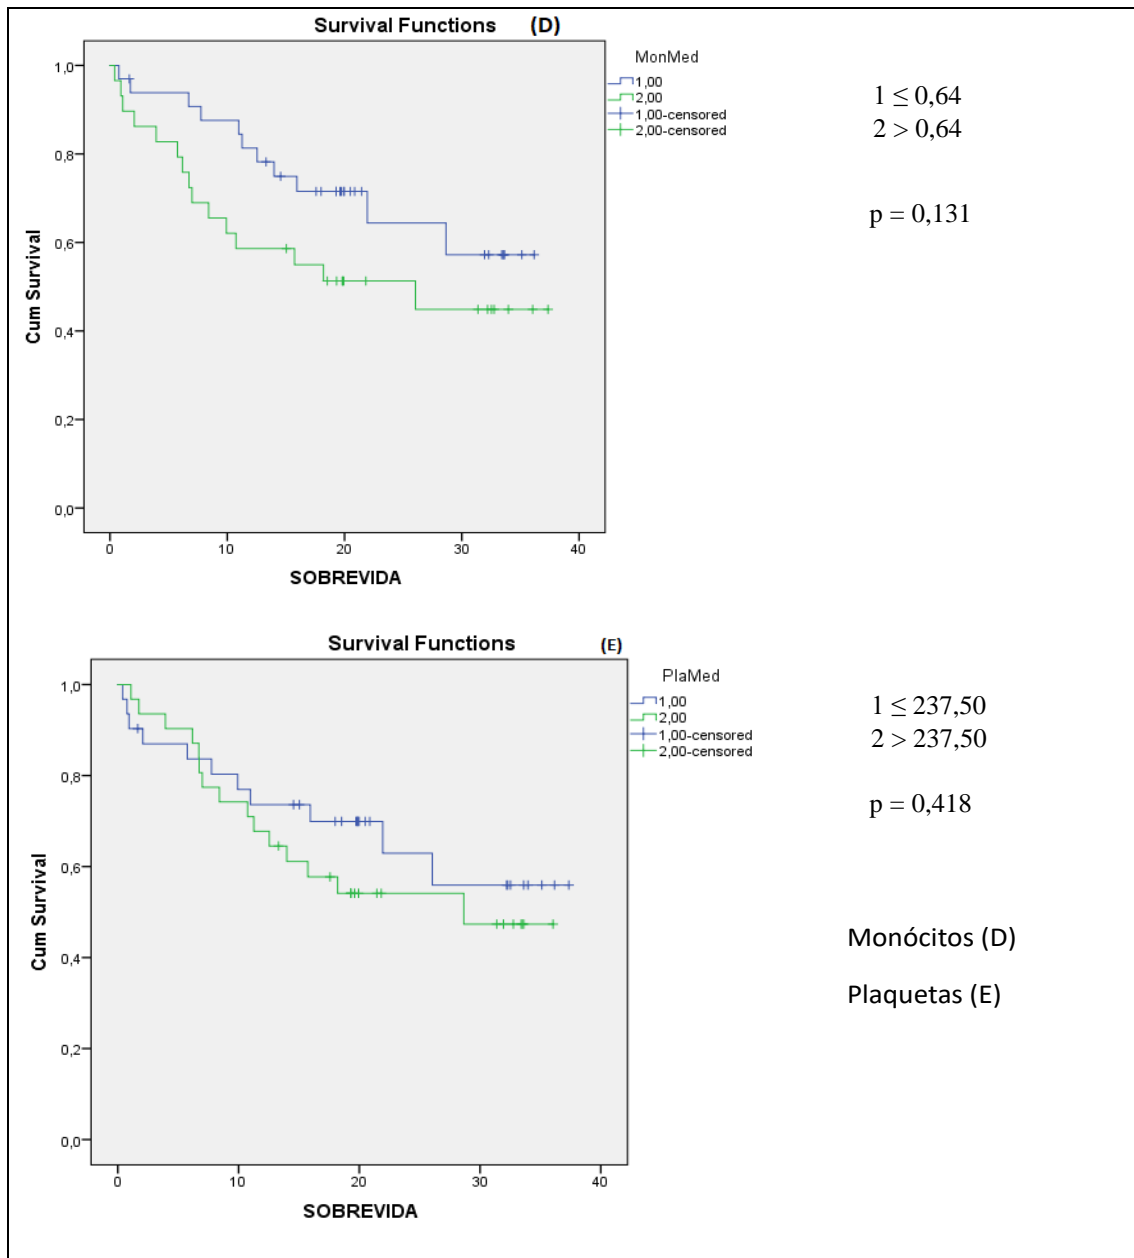 Survival Functions (D)
MonMed
1,00
2,00
1,00-censored
2,00-censored
1 ≤ 0,64
2 > 0,64
p = 0,131
Cum Survival
1,0
0,8
0,6
0,4
0,2
0,0
0 10 20 30 40
SOBREVIDA
Survival Functions (E)
PlaMed
1,00
2,00
1,00-censored
2,00-censored
1 ≤ 237,50
2 > 237,50
p = 0,418
Cum Survival
1,0
0,8
0,6
0,4
0,2
0,0
0 10 20 30 40
SOBREVIDA
Monócitos (D)
Plaquetas (E)